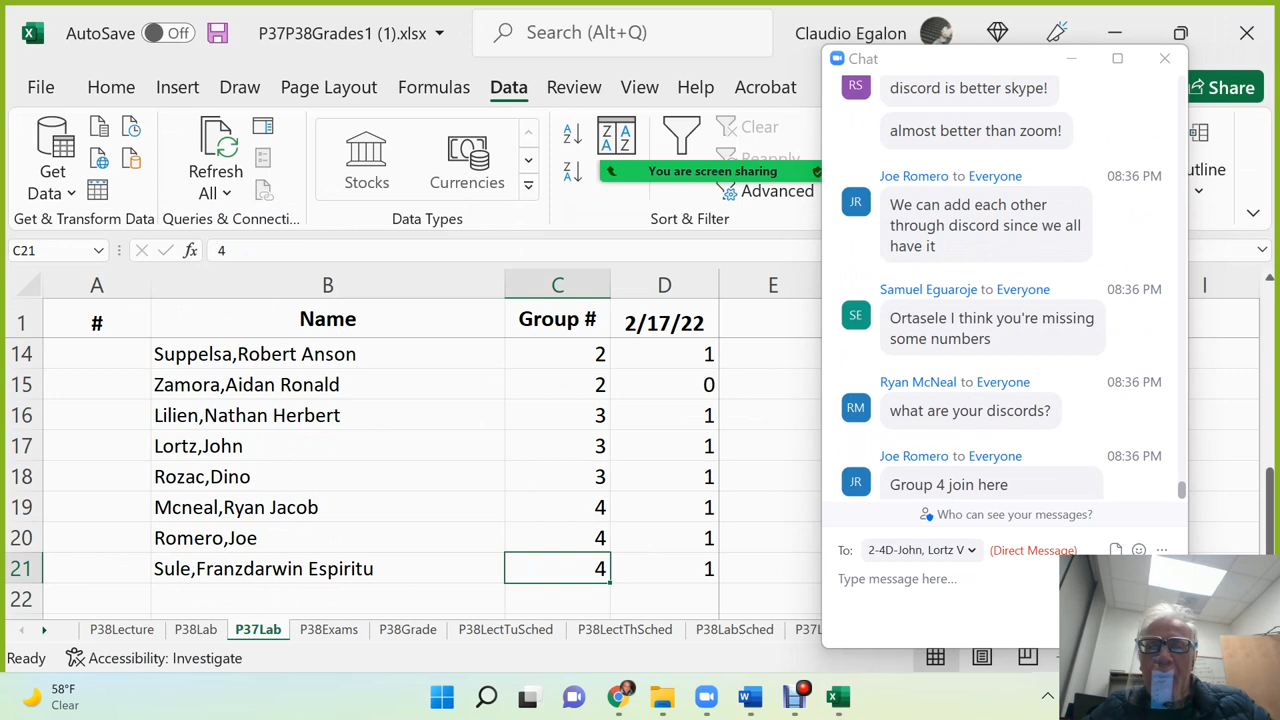 AutoSave Off P37P38Grades1 (1).xlsx Search (Alt+Q) Claudio Egalon
File Home Insert Draw Page Layout Formulas Data Review View Help Acrobat Share
Get Data
Refresh All
Stocks
Currencies
Clear
Reapply
Advanced
Outline
You are screen sharing
Get & Transform Data Queries & Connecti... Data Types Sort & Filter
C21 fx 4
A B C D E I
1 # Name Group # 2/17/22
14 Suppelsa,Robert Anson 2 1
15 Zamora,Aidan Ronald 2 0
16 Lilien,Nathan Herbert 3 1
17 Lortz,John 3 1
18 Rozac,Dino 3 1
19 Mcneal,Ryan Jacob 4 1
20 Romero,Joe 4 1
21 Sule,Franzdarwin Espiritu 4 1
22
P38Lecture P38Lab P37Lab P38Exams P38Grade P38LectTuSched P38LectThSched P38LabSched P37L
Ready Accessibility: Investigate
58°F
Clear
Chat
RS
discord is better skype!
almost better than zoom!
Joe Romero to Everyone 08:36 PM
JR
We can add each other
through discord since we all
have it
Samuel Eguaroje to Everyone 08:36 PM
SE
Ortasele I think you're missing
some numbers
Ryan McNeal to Everyone 08:36 PM
RM
what are your discords?
Joe Romero to Everyone 08:36 PM
JR
Group 4 join here
Who can see your messages?
To: 2-4D-John, Lortz V (Direct Message)
Type message here...